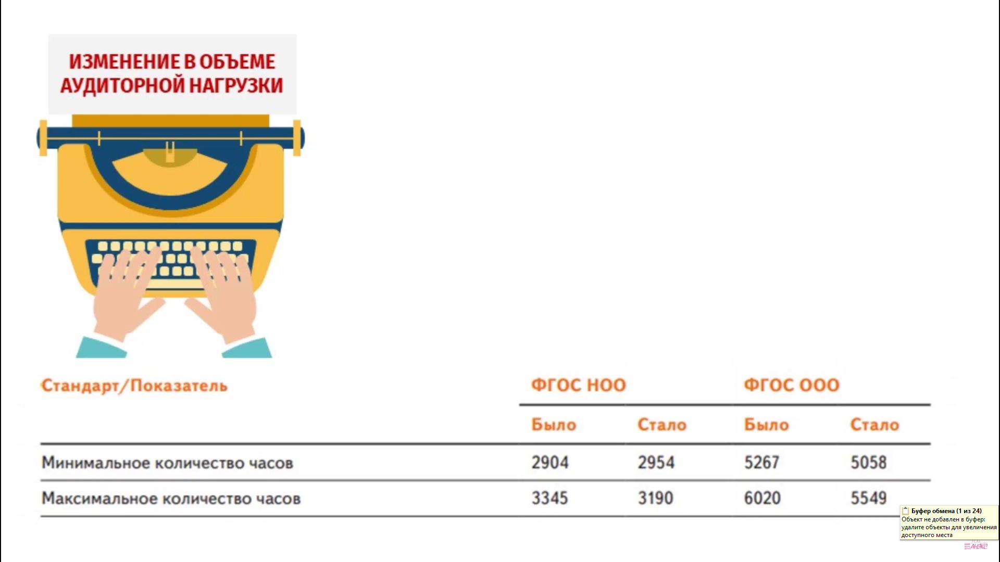 ИЗМЕНЕНИЕ В ОБЪЕМЕ
АУДИТОРНОЙ НАГРУЗКИ
Стандарт/Показатель ФГОС НОО ФГОС ООО
Было Стало Было Стало
Минимальное количество часов 2904 2954 5267 5058
Максимальное количество часов 3345 3190 6020 5549
Буфер обмена (1 из 24)
Объект не добавлен в буфер:
удалите объекты для увеличения
доступного места